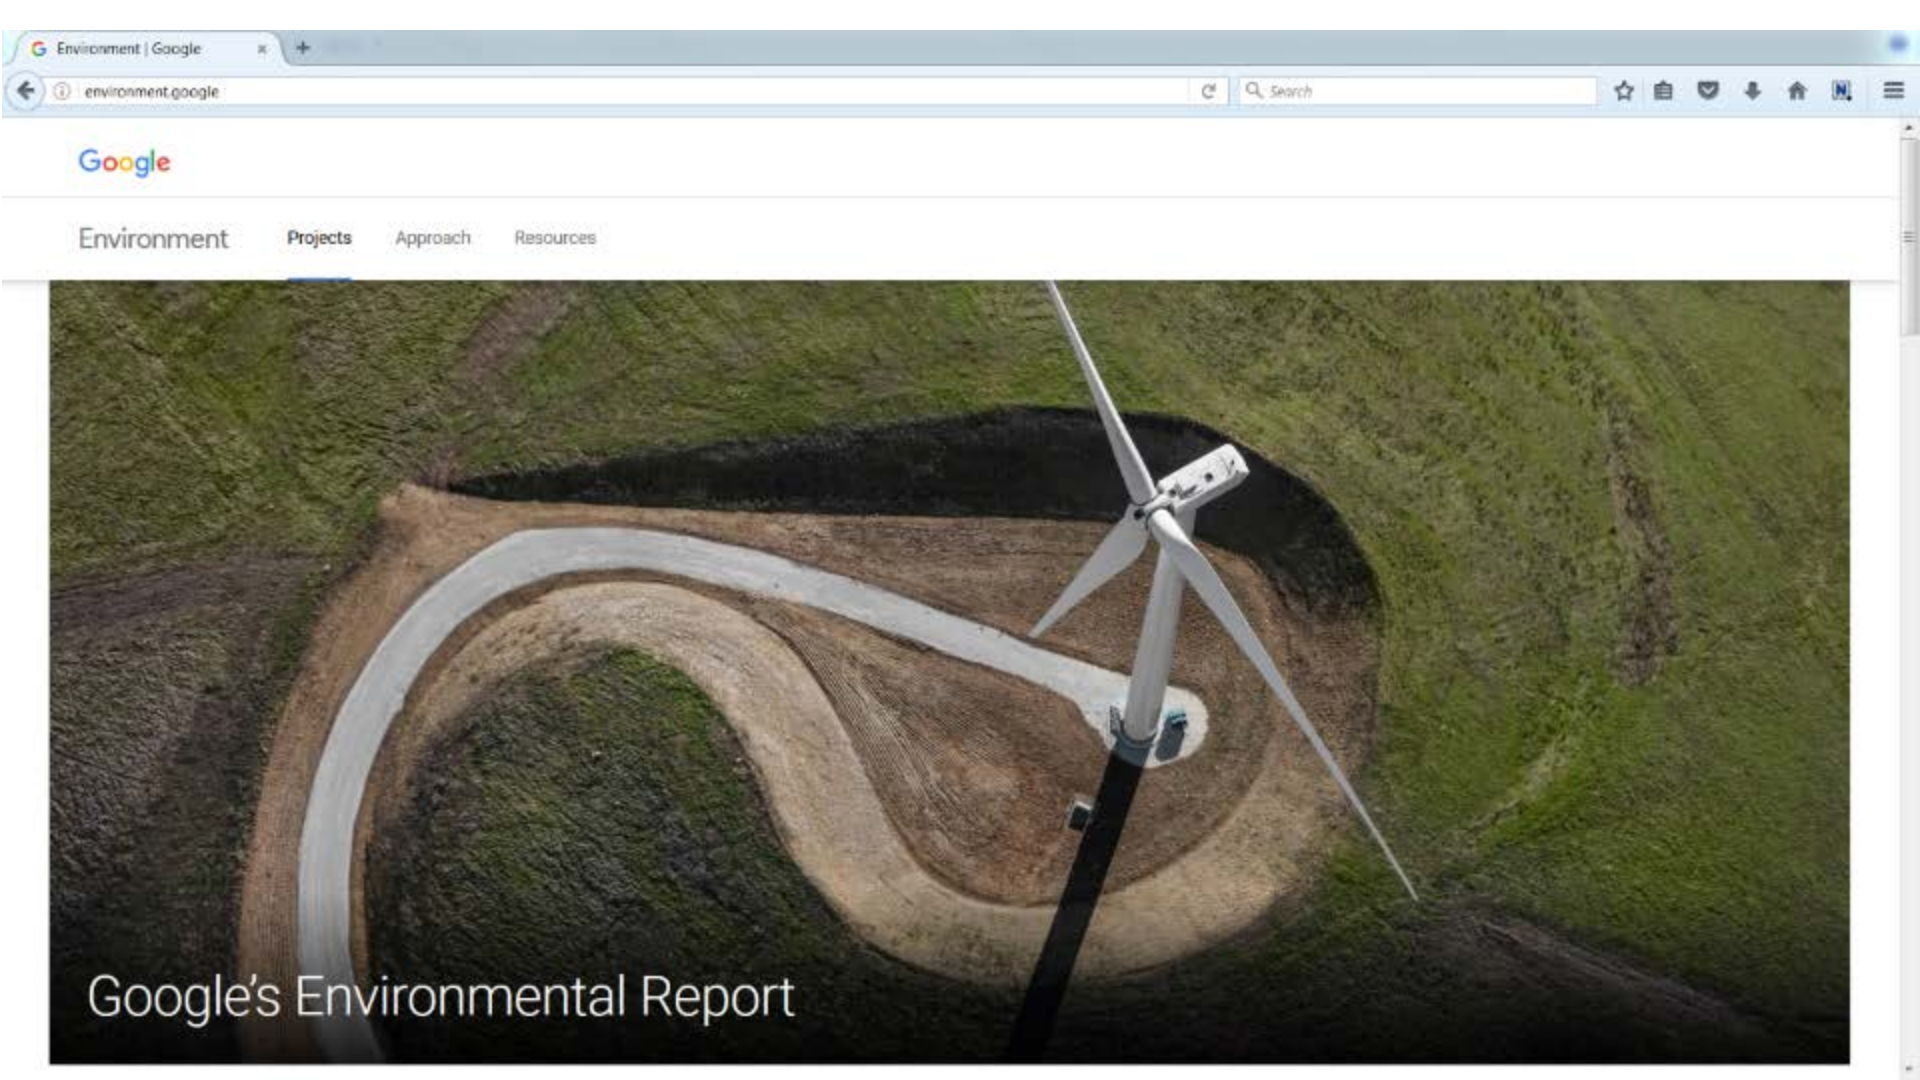 Environment | Google
environment.google
Search
Google
Environment Projects Approach Resources
Google's Environmental Report